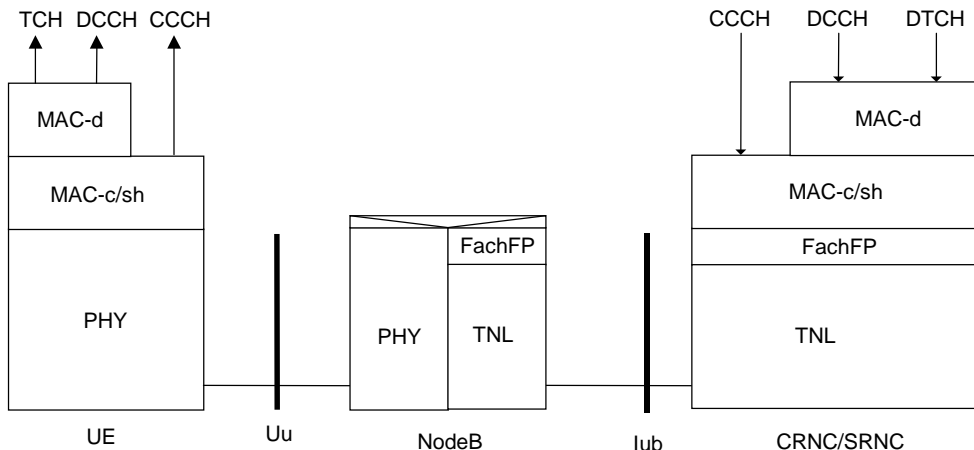 TCH DCCH CCCH
CCCH DCCH DTCH
MAC-d
MAC-d
MAC-c/sh
MAC-c/sh
FachFP
FachFP
PHY
PHY
TNL
TNL
UE
Uu
NodeB
Iub
CRNC/SRNC